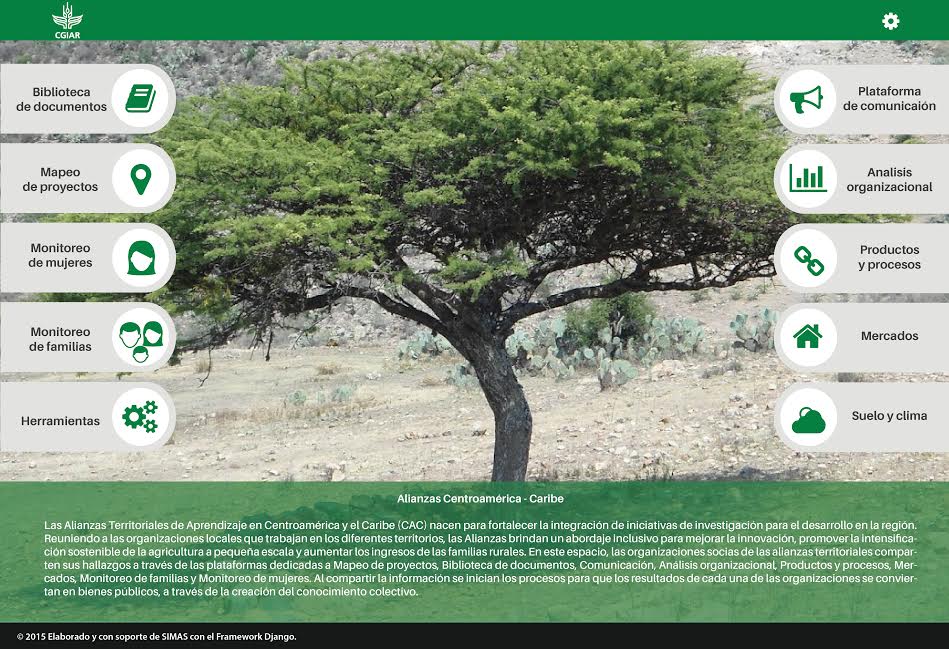 CGIAR
Biblioteca
de documentos
Mapeo
de proyectos
Monitoreo
de mujeres
Monitoreo
de familias
Herramientas
Plataforma
de comunicaión
Analisis
organizacional
Productos
y procesos
Mercados
Suelo y clima
Alianzas Centroamérica - Caribe
Las Alianzas Territoriales de Aprendizaje en Centroamérica y el Caribe (CAC) nacen para fortalecer la integración de iniciativas de investigación para el desarrollo en la región.
Reuniendo a las organizaciones locales que trabajan en los diferentes territorios, las Alianzas brindan un abordaje inclusivo para mejorar la innovación, promover la intensifica-
ción sostenible de la agricultura a pequeña escala y aumentar los ingresos de las familias rurales. En este espacio, las organizaciones socias de las alianzas territoriales compar-
ten sus hallazgos a través de las plataformas dedicadas a Mapeo de proyectos, Biblioteca de documentos, Comunicación, Análisis organizacional, Productos y procesos, Mer-
cados, Monitoreo de familias y Monitoreo de mujeres. Al compartir la información se inician los procesos para que los resultados de cada una de las organizaciones se convier-
tan en bienes públicos, a través de la creación del conocimiento colectivo.
© 2015 Elaborado y con soporte de SIMAS con el Framework Django.